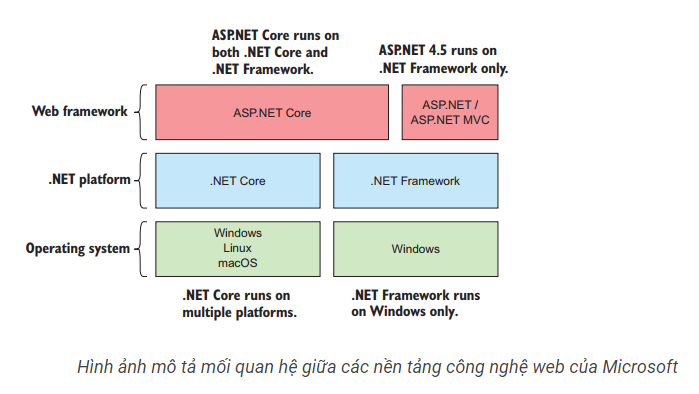 ASP.NET Core runs on
both .NET Core and
.NET Framework.
ASP.NET 4.5 runs on
.NET Framework only.
Web framework
ASP.NET Core
ASP.NET /
ASP.NET MVC
.NET platform
.NET Core
.NET Framework
Operating system
Windows
Linux
macOS
Windows
.NET Core runs on
multiple platforms.
.NET Framework runs
on Windows only.
Hình ảnh mô tả mối quan hệ giữa các nền tảng công nghệ web của Microsoft